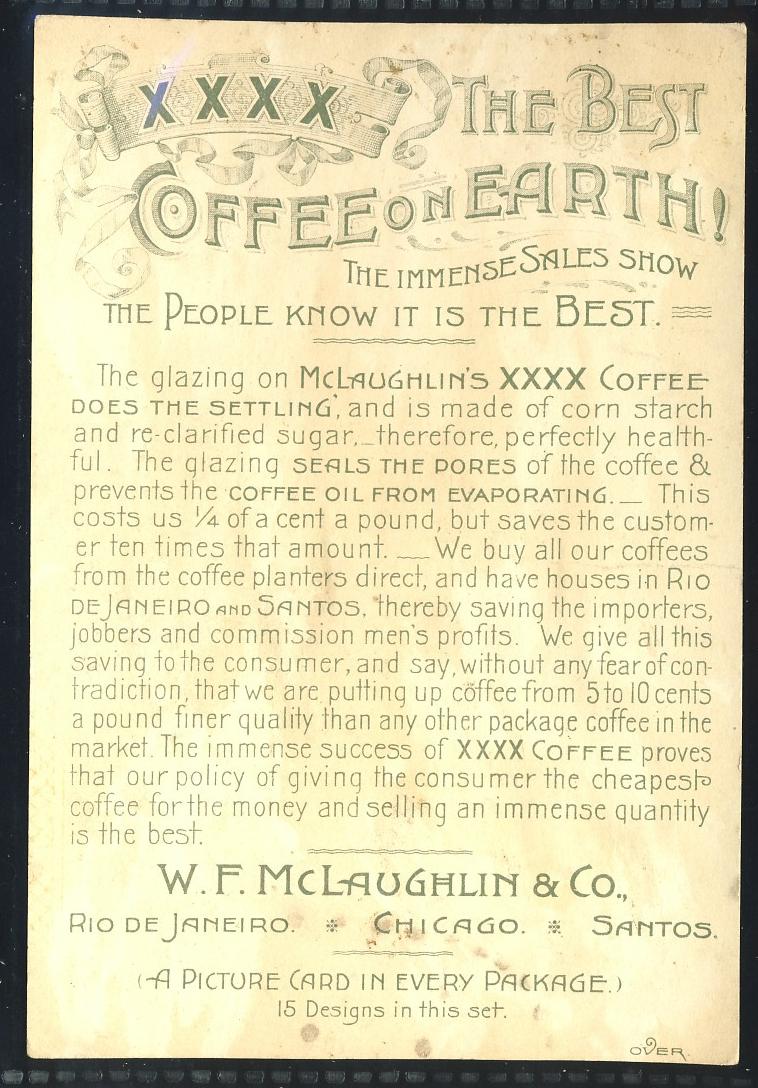 XXXX THE BEST
COFFEE ON EARTH!
THE IMMENSE SALES SHOW
THE PEOPLE KNOW IT IS THE BEST.
The glazing on McLAUGHLIN'S XXXX COFFEE
DOES THE SETTLING, and is made of corn starch
and re-clarified sugar,_therefore, perfectly health-
ful. The glazing SEALS THE PORES of the coffee &
prevents the COFFEE OIL FROM EVAPORATING. __ This
costs us ¼ of a cent a pound, but saves the custom-
er ten times that amount. __ We buy all our coffees
from the coffee planters direct, and have houses in RIO
DE JANEIRO AND SANTOS, thereby saving the importers,
jobbers and commission men's profits. We give all this
saving to the consumer, and say, without any fear of con-
tradiction, that we are putting up coffee from 5 to 10 cents
a pound finer quality than any other package coffee in the
market. The immense success of XXXX COFFEE proves
that our policy of giving the consumer the cheapest
coffee for the money and selling an immense quantity
is the best.
W. F. McLAUGHLIN & CO.,
RIO DE JANEIRO. * CHICAGO. * SANTOS.
(A PICTURE CARD IN EVERY PACKAGE.)
15 Designs in this set.
OVER